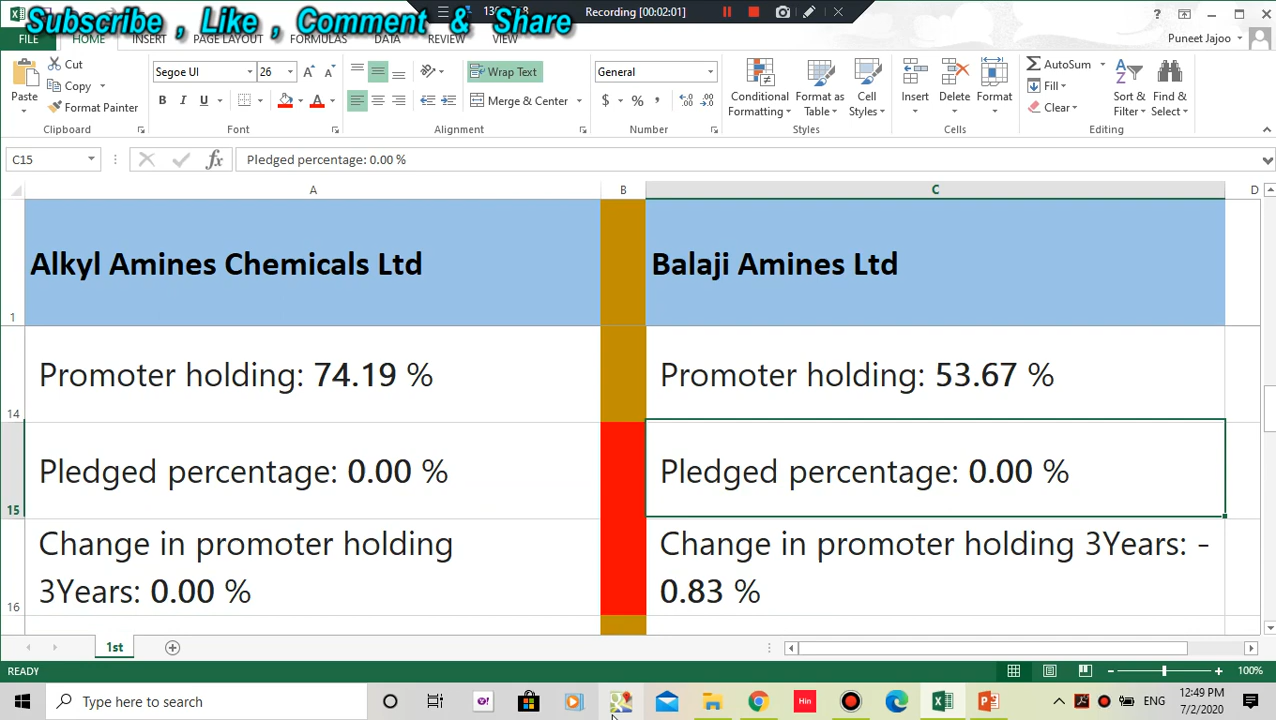 Subscribe , Like , Comment & Share
Recording [00:02:01]
Puneet Jajoo
FILE HOME INSERT PAGE LAYOUT FORMULAS DATA REVIEW VIEW
Paste
Cut
Copy
Format Painter
Clipboard
Segoe UI 26
B I U
Font
Wrap Text
Merge & Center
Alignment
General
$ % ,
Number
Conditional Formatting
Format as Table
Cell Styles
Styles
Insert Delete Format
Cells
AutoSum
Fill
Clear
Sort & Filter
Find & Select
Editing
C15 fx Pledged percentage: 0.00 %
A B C D
1 Alkyl Amines Chemicals Ltd Balaji Amines Ltd
14 Promoter holding: 74.19 % Promoter holding: 53.67 %
15 Pledged percentage: 0.00 % Pledged percentage: 0.00 %
16 Change in promoter holding 3Years: 0.00 %
Change in promoter holding 3Years: -
0.83 %
1st
READY 100%
Type here to search
Hin
ENG
12:49 PM
7/2/2020